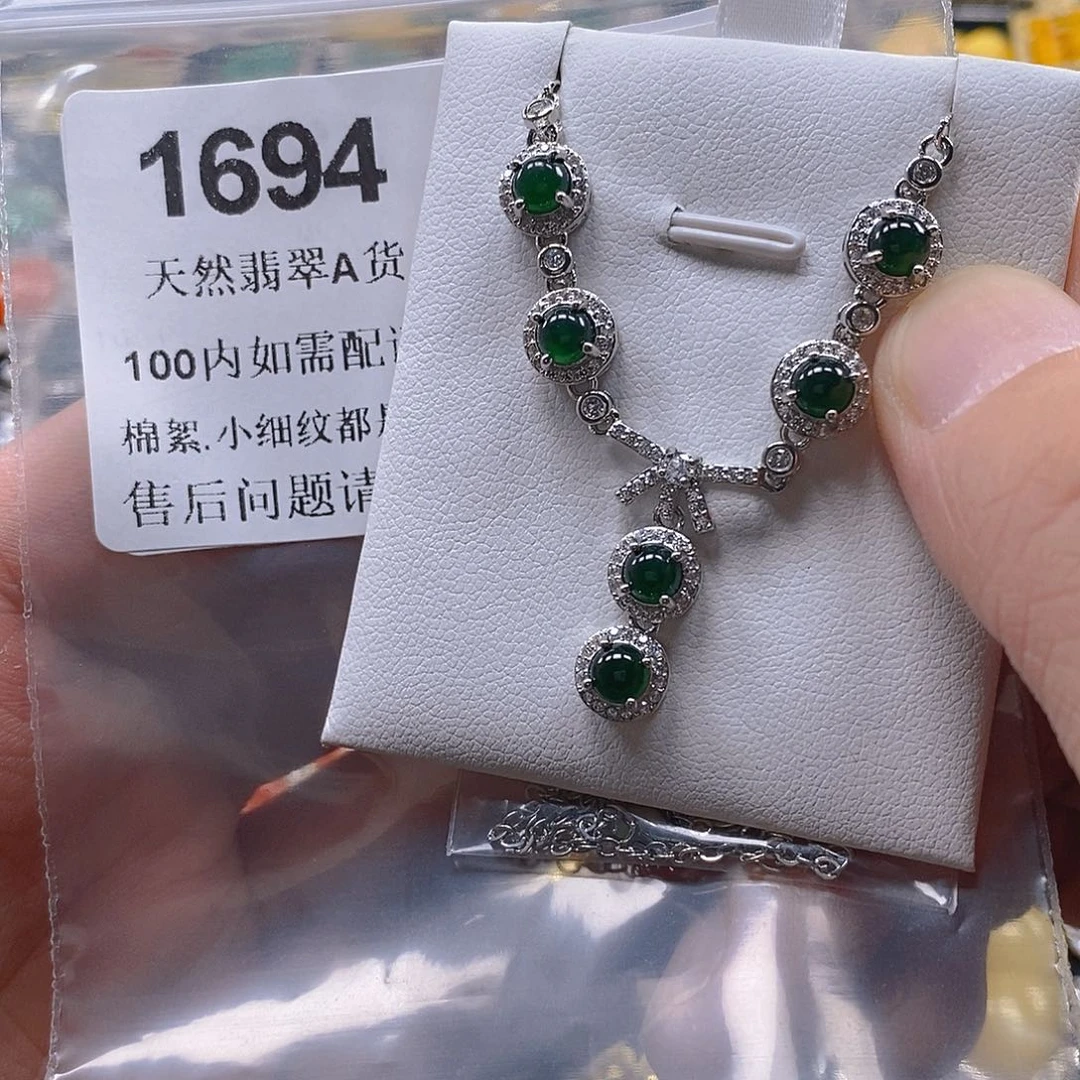 1694
天然翡翠A货
100内如需配
棉絮.小细纹都
售后问题请